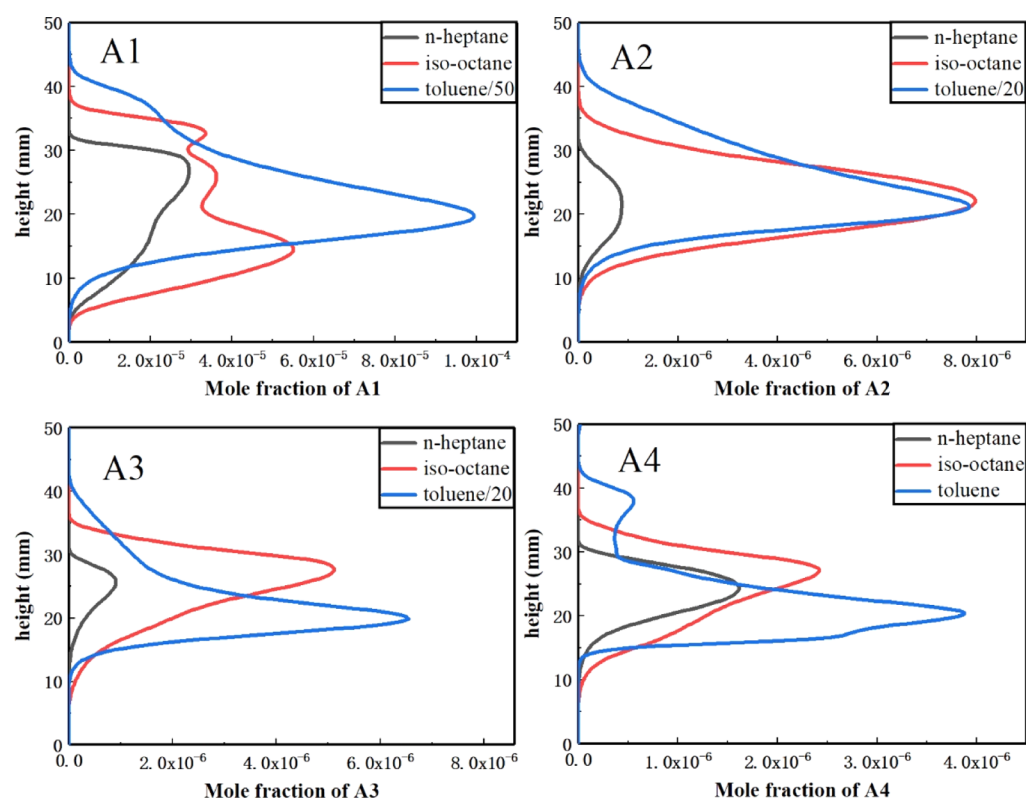 A1
n-heptane
iso-octane
toluene/50
50
40
30
20
10
0
height (mm)
0.0 2.0x10⁻⁵ 4.0x10⁻⁵ 5.0x10⁻⁵ 8.0x10⁻⁵ 1.0x10⁻⁴
Mole fraction of A1
A2
n-heptane
iso-octane
toluene/20
50
40
30
20
10
0
height (mm)
0.0 2.0x10⁻⁶ 4.0x10⁻⁶ 6.0x10⁻⁶ 8.0x10⁻⁶
Mole fraction of A2
A3
n-heptane
iso-octane
toluene/20
50
40
30
20
10
0
height (mm)
0.0 2.0x10⁻⁶ 4.0x10⁻⁶ 6.0x10⁻⁶ 8.0x10⁻⁶
Mole fraction of A3
A4
n-heptane
iso-octane
toluene
50
40
30
20
10
0
height (mm)
0.0 1.0x10⁻⁶ 2.0x10⁻⁶ 3.0x10⁻⁶ 4.0x10⁻⁶
Mole fraction of A4